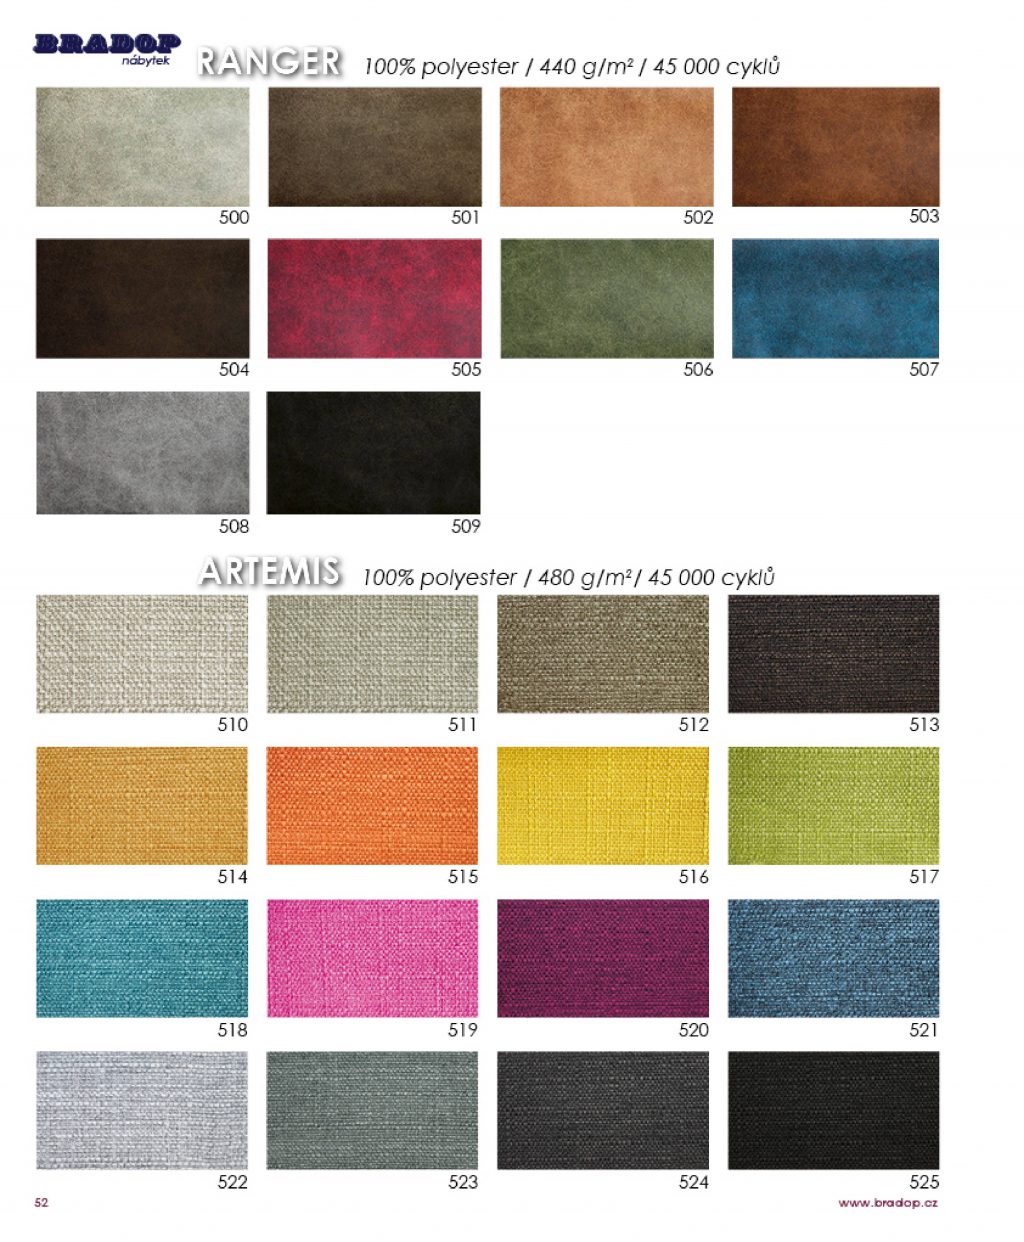 BRADOP
nábytek
RANGER 100% polyester / 440 g/m² / 45 000 cyklů
500 501 502 503
504 505 506 507
508 509
ARTEMIS 100% polyester / 480 g/m²/ 45 000 cyklů
510 511 512 513
514 515 516 517
518 519 520 521
522 523 524 525
52 www.bradop.cz